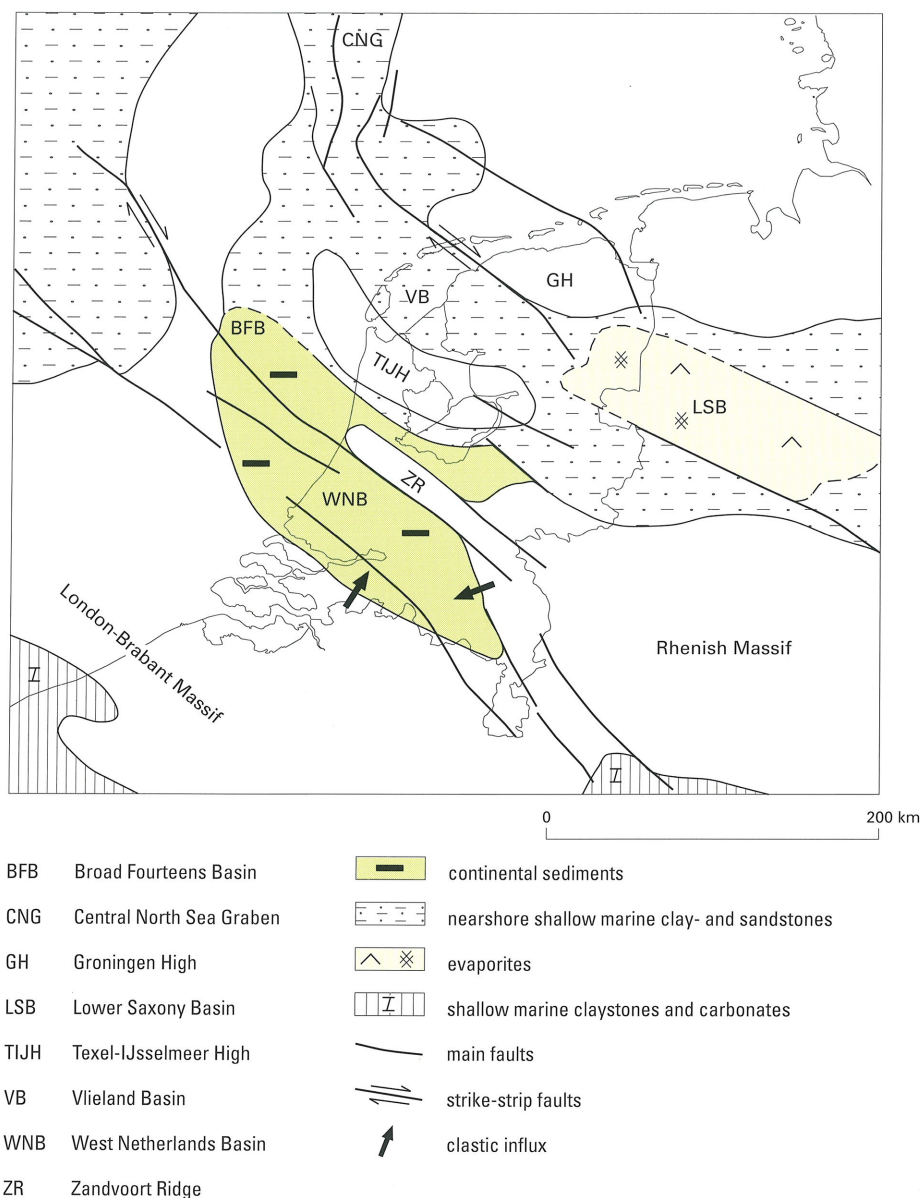 CNG
GH
VB
BFB
TIJH
LSB
ZR
WNB
London-Brabant Massif
Rhenish Massif
0 200 km
BFB Broad Fourteens Basin continental sediments
CNG Central North Sea Graben nearshore shallow marine clay- and sandstones
GH Groningen High evaporites
LSB Lower Saxony Basin shallow marine claystones and carbonates
TIJH Texel-IJsselmeer High main faults
VB Vlieland Basin strike-strip faults
WNB West Netherlands Basin clastic influx
ZR Zandvoort Ridge